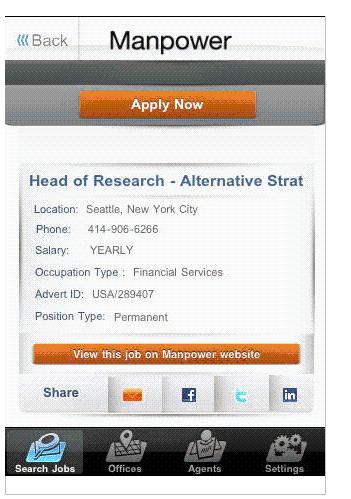 Back
Manpower
Apply Now
Head of Research - Alternative Strat
Location: Seattle, New York City
Phone: 414-906-6266
Salary: YEARLY
Occupation Type : Financial Services
Advert ID: USA/289407
Position Type: Permanent
View this job on Manpower website
Share
Search Jobs Offices Agents Settings